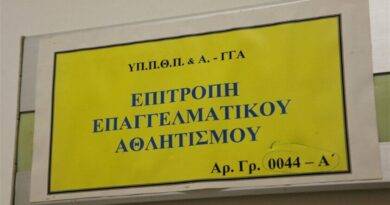 ΥΠ.Π.Θ.Π. & Α. - ΓΓΑ
ΕΠΙΤΡΟΠΗ
ΕΠΑΓΓΕΛΜΑΤΙΚΟΥ
ΑΘΛΗΤΙΣΜΟΥ
Αρ. Γρ. 0044 – Α΄